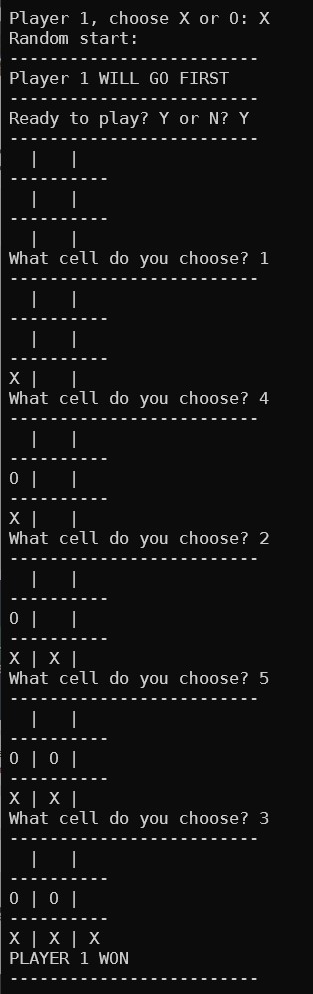 Player 1, choose X or O: X
Random start:
-------------------------
Player 1 WILL GO FIRST
-------------------------
Ready to play? Y or N? Y
-------------------------
  |   |
----------
  |   |
----------
  |   |
What cell do you choose? 1
-------------------------
  |   |
----------
  |   |
----------
X |   |
What cell do you choose? 4
-------------------------
  |   |
----------
O |   |
----------
X |   |
What cell do you choose? 2
-------------------------
  |   |
----------
O |   |
----------
X | X |
What cell do you choose? 5
-------------------------
  |   |
----------
O | O |
----------
X | X |
What cell do you choose? 3
-------------------------
  |   |
----------
O | O |
----------
X | X | X
PLAYER 1 WON
-------------------------